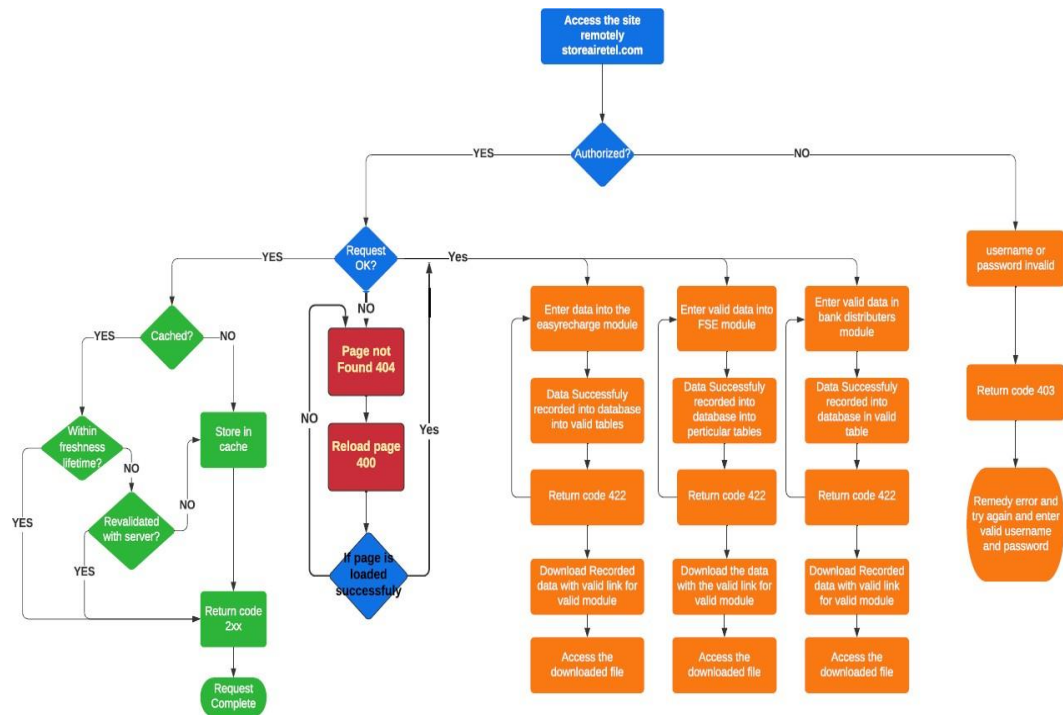 Access the site
remotely
storeairetel.com
Authorized?
YES
NO
Request
OK?
YES
Yes
NO
username or
password invalid
Return code 403
Remedy error and
try again and enter
valid username
and password
Cached?
YES
NO
Within
freshness
lifetime?
NO
YES
Revalidated
with server?
NO
YES
Store in
cache
Return code
2xx
Request
Complete
Page not
Found 404
Reload page
400
NO
Yes
If page is
loaded
successfuly
Enter data into the
easyrecharge module
Data Successfuly
recorded into database
into valid tables
Return code 422
Download Recorded
data with valid link for
valid module
Access the
downloaded file
Enter valid data into
FSE module
Data Successfuly
recorded into
database into
perticular tables
Return code 422
Download the data
with the valid link for
valid module
Access the
downloaded file
Enter valid data in
bank distributers
module
Data Successfuly
recorded into
database in valid
table
Return code 422
Download Recorded
data with valid link
for valid module
Access the
downloaded file